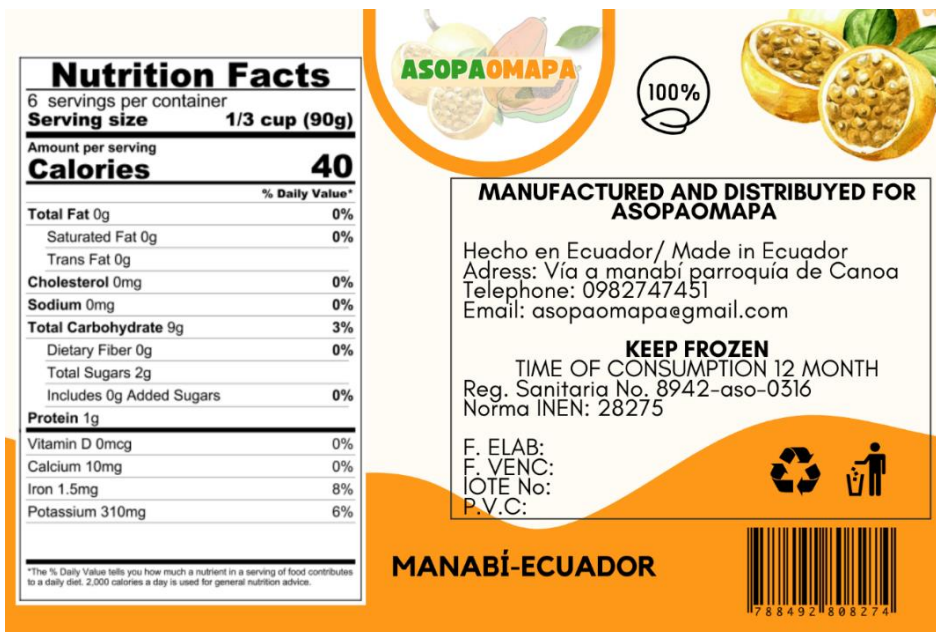 Nutrition Facts
6 servings per container
Serving size 1/3 cup (90g)
Amount per serving
Calories 40
% Daily Value*
Total Fat 0g 0%
Saturated Fat 0g 0%
Trans Fat 0g
Cholesterol 0mg 0%
Sodium 0mg 0%
Total Carbohydrate 9g 3%
Dietary Fiber 0g 0%
Total Sugars 2g
Includes 0g Added Sugars 0%
Protein 1g
Vitamin D 0mcg 0%
Calcium 10mg 0%
Iron 1.5mg 8%
Potassium 310mg 6%
*The % Daily Value tells you how much a nutrient in a serving of food contributes
to a daily diet. 2,000 calories a day is used for general nutrition advice.
ASOPAOMAPA
100%
MANUFACTURED AND DISTRIBUYED FOR
ASOPAOMAPA
Hecho en Ecuador/ Made in Ecuador
Adress: Vía a manabí parroquía de Canoa
Telephone: 0982747451
Email: asopaomapa@gmail.com
KEEP FROZEN
TIME OF CONSUMPTION 12 MONTH
Reg. Sanitaria No. 8942-aso-0316
Norma INEN: 28275
F. ELAB:
F. VENC:
lOTE No:
P.V.C:
MANABÍ-ECUADOR
7 88492 808274